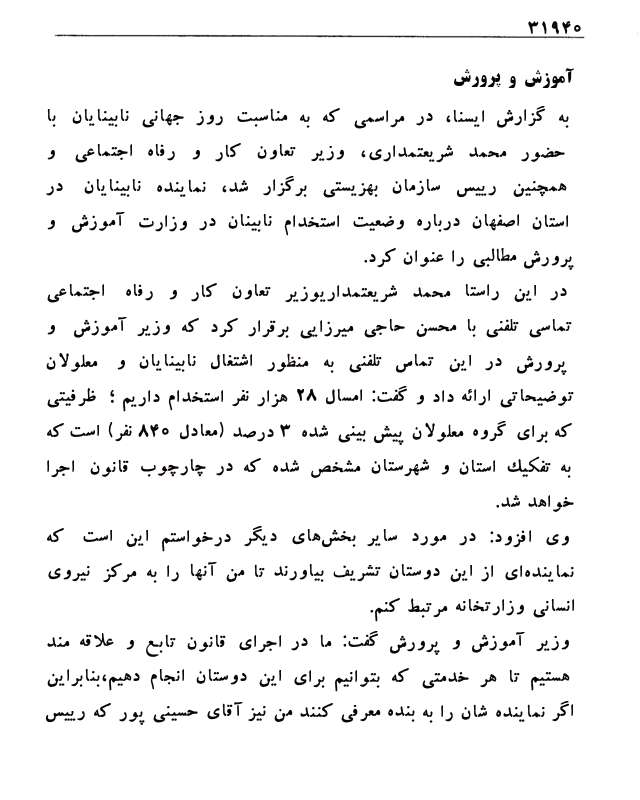 ۳۱۹۴۰
آموزش و پرورش
به گزارش ایسنا، در مراسمی که به مناسبت روز جهانی نابینایان با
حضور محمد شریعتمداری، وزیر تعاون کار و رفاه اجتماعی و
همچنین رییس سازمان بهزیستی برگزار شد، نماینده نابینایان در
استان اصفهان درباره وضعیت استخدام نابینان در وزارت آموزش و
پرورش مطالبی را عنوان کرد.
در این راستا محمد شریعتمداریوزیر تعاون کار و رفاه اجتماعی
تماسی تلفنی با محسن حاجی میرزایی برقرار کرد که وزیر آموزش و
پرورش در این تماس تلفنی به منظور اشتغال نابینایان و معلولان
توضیحاتی ارائه داد و گفت: امسال ۲۸ هزار نفر استخدام داریم ؛ ظرفیتی
که برای گروه معلولان پیش بینی شده ۳ درصد (معادل ۸۴۰ نفر) است که
به تفکیك استان و شهرستان مشخص شده که در چارچوب قانون اجرا
خواهد شد.
وی افزود: در مورد سایر بخش‌های دیگر درخواستم این است که
نماینده‌ای از این دوستان تشریف بیاورند تا من آنها را به مرکز نیروی
انسانی وزارتخانه مرتبط کنم.
وزیر آموزش و پرورش گفت: ما در اجرای قانون تابع و علاقه مند
هستیم تا هر خدمتی که بتوانیم برای این دوستان انجام دهیم،بنابراین
اگر نماینده شان را به بنده معرفی کنند من نیز آقای حسینی پور که رییس